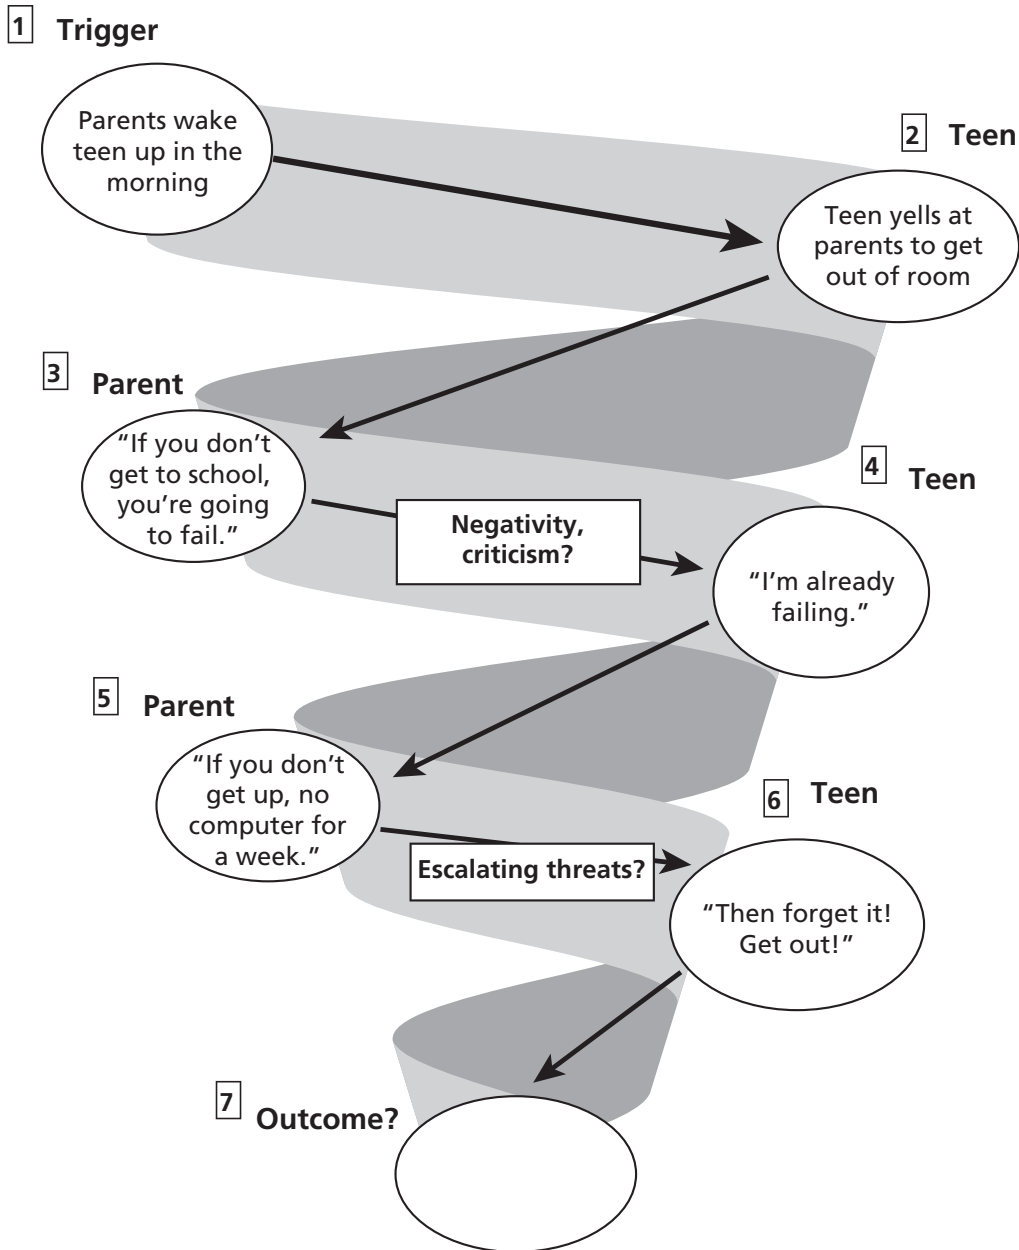 1 Trigger
Parents wake
teen up in the
morning
2 Teen
Teen yells at
parents to get
out of room
3 Parent
“If you don’t
get to school,
you’re going
to fail.”
Negativity,
criticism?
4 Teen
“I’m already
failing.”
5 Parent
“If you don’t
get up, no
computer for
a week.”
Escalating threats?
6 Teen
“Then forget it!
Get out!”
7 Outcome?